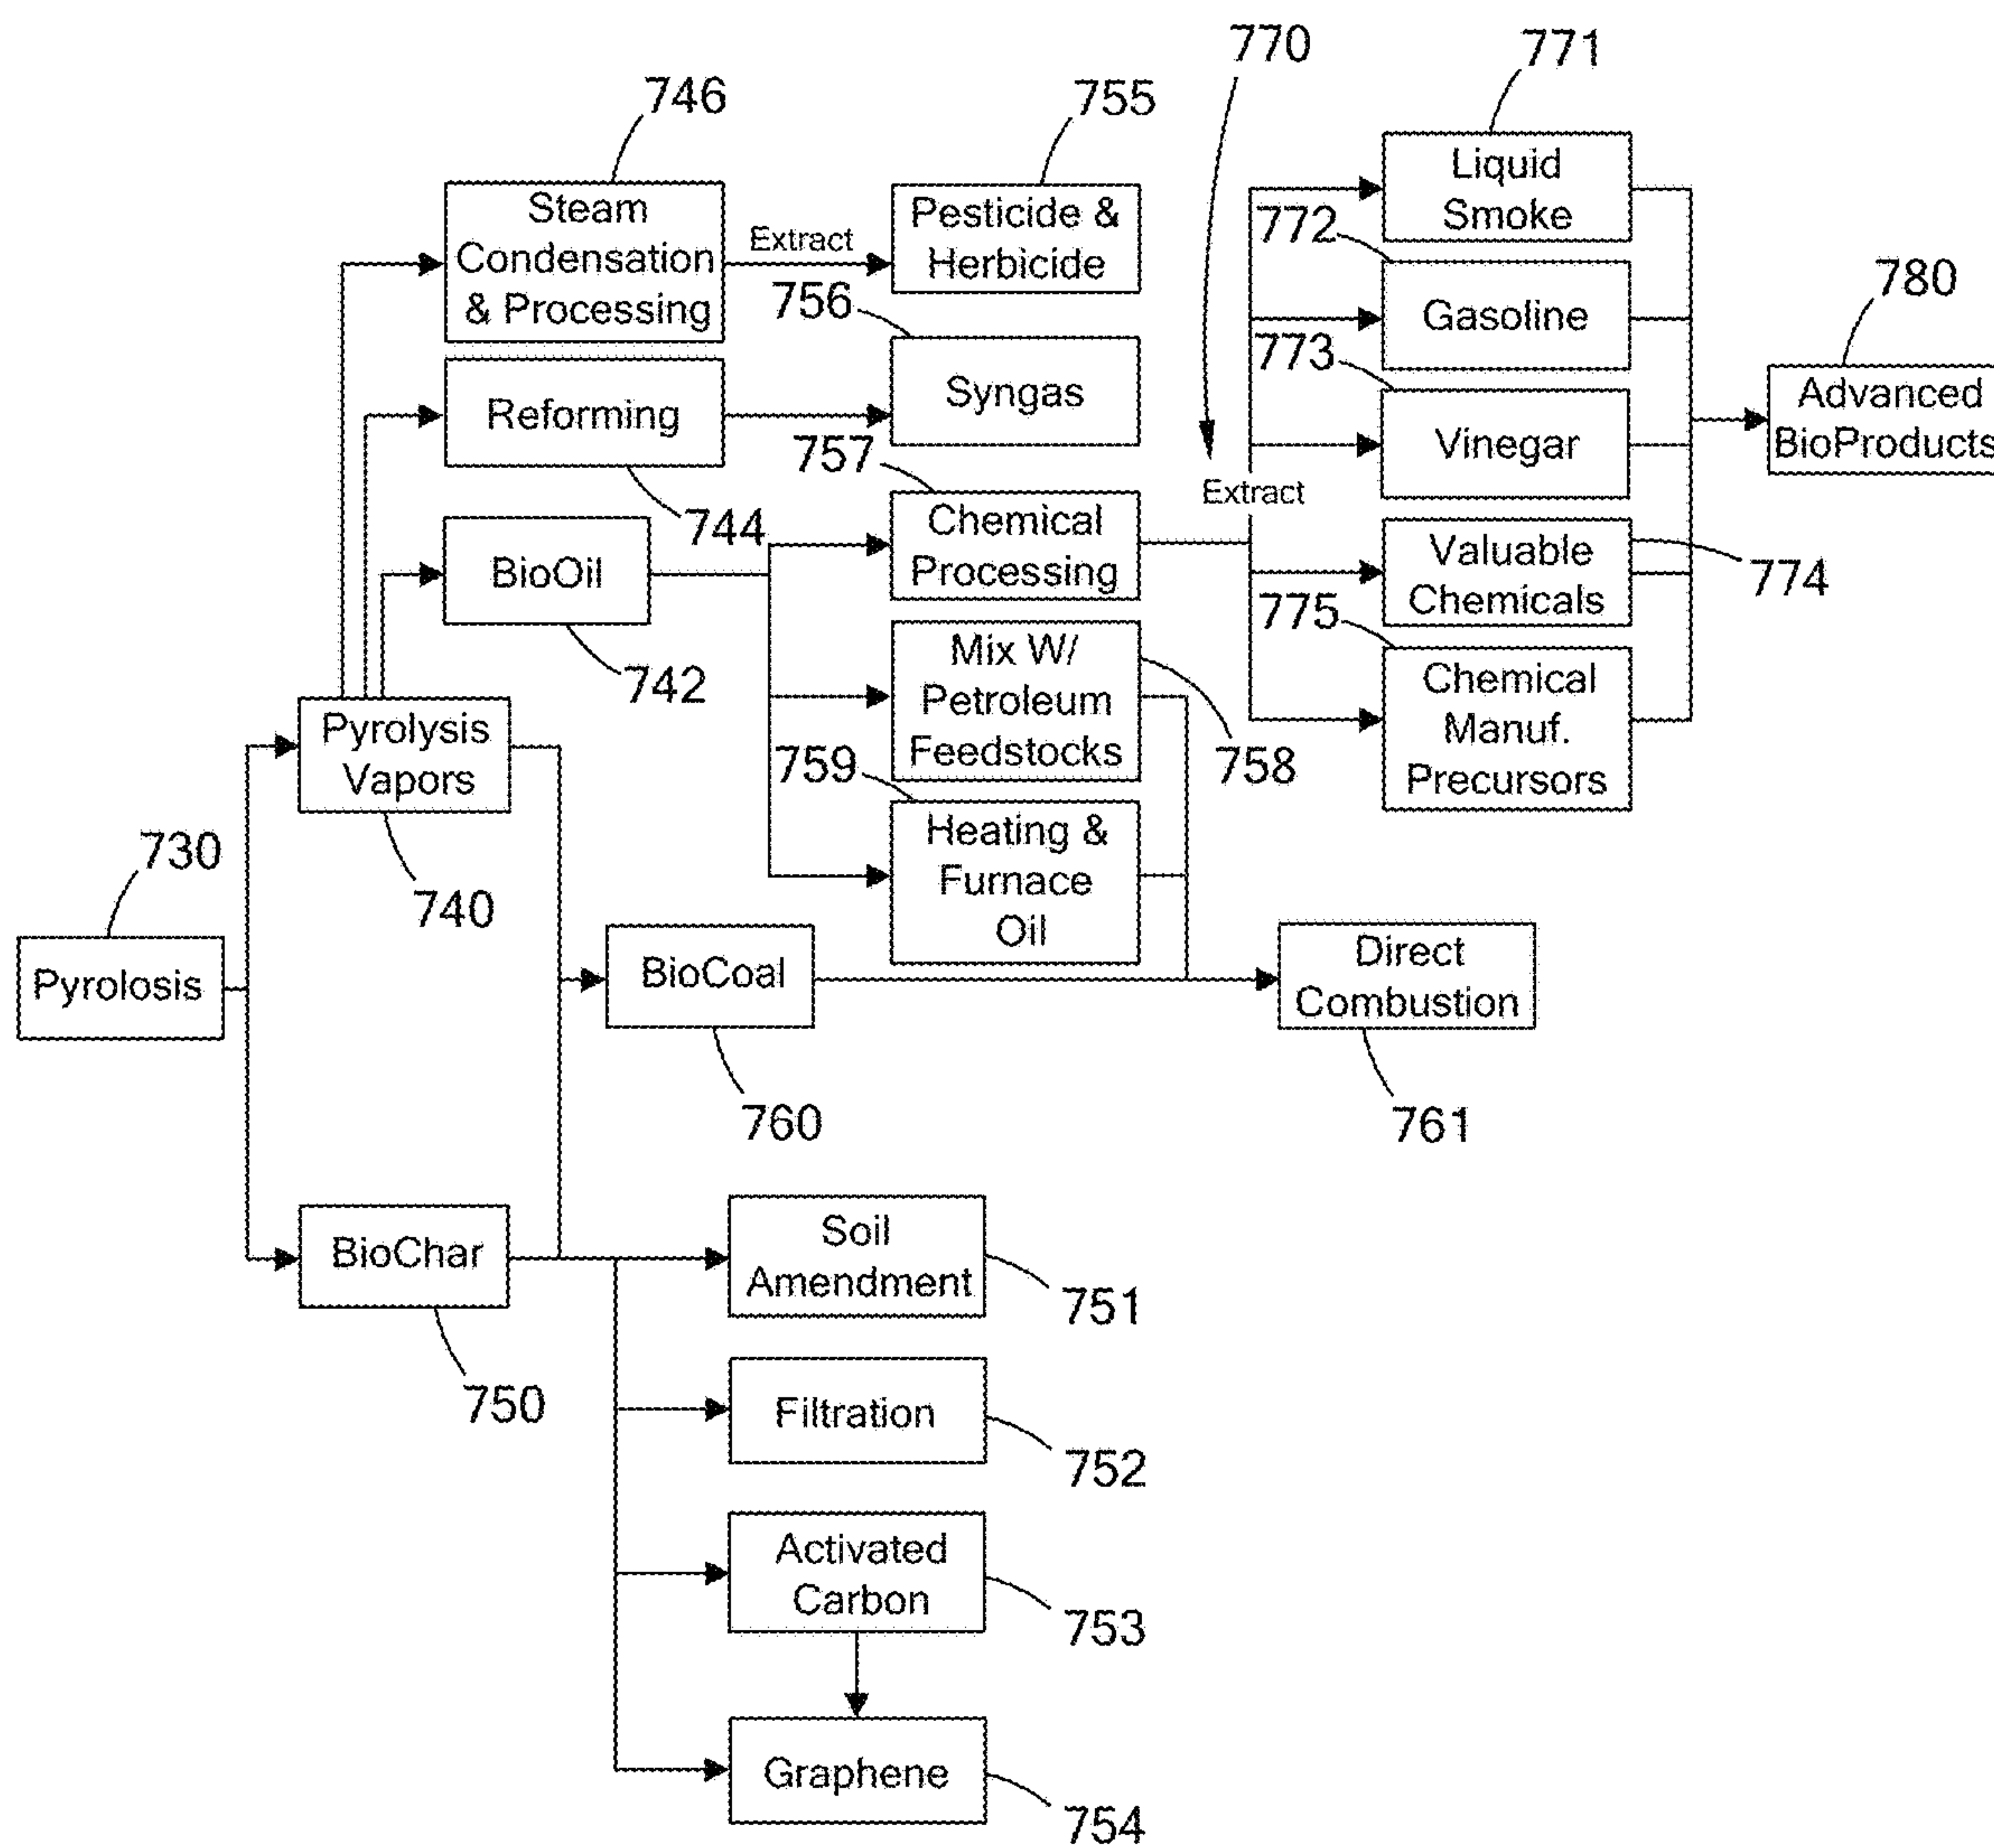 770
771
746
755
Liquid
Smoke
Steam
Condensation
& Processing
Extract
Pesticide &
Herbicide
772
780
756
Gasoline
773
Advanced
BioProducts
Reforming
Syngas
757
Vinegar
Extract
744
Chemical
Processing
Valuable
Chemicals
774
BioOil
775
742
Mix W/
Petroleum
Feedstocks
758
Chemical
Manuf.
Precursors
Pyrolysis
Vapors
759
730
740
Heating &
Furnace
Oil
Pyrolosis
BioCoal
Direct
Combustion
760
761
BioChar
Soil
Amendment
751
750
Filtration
752
Activated
Carbon
753
Graphene
754